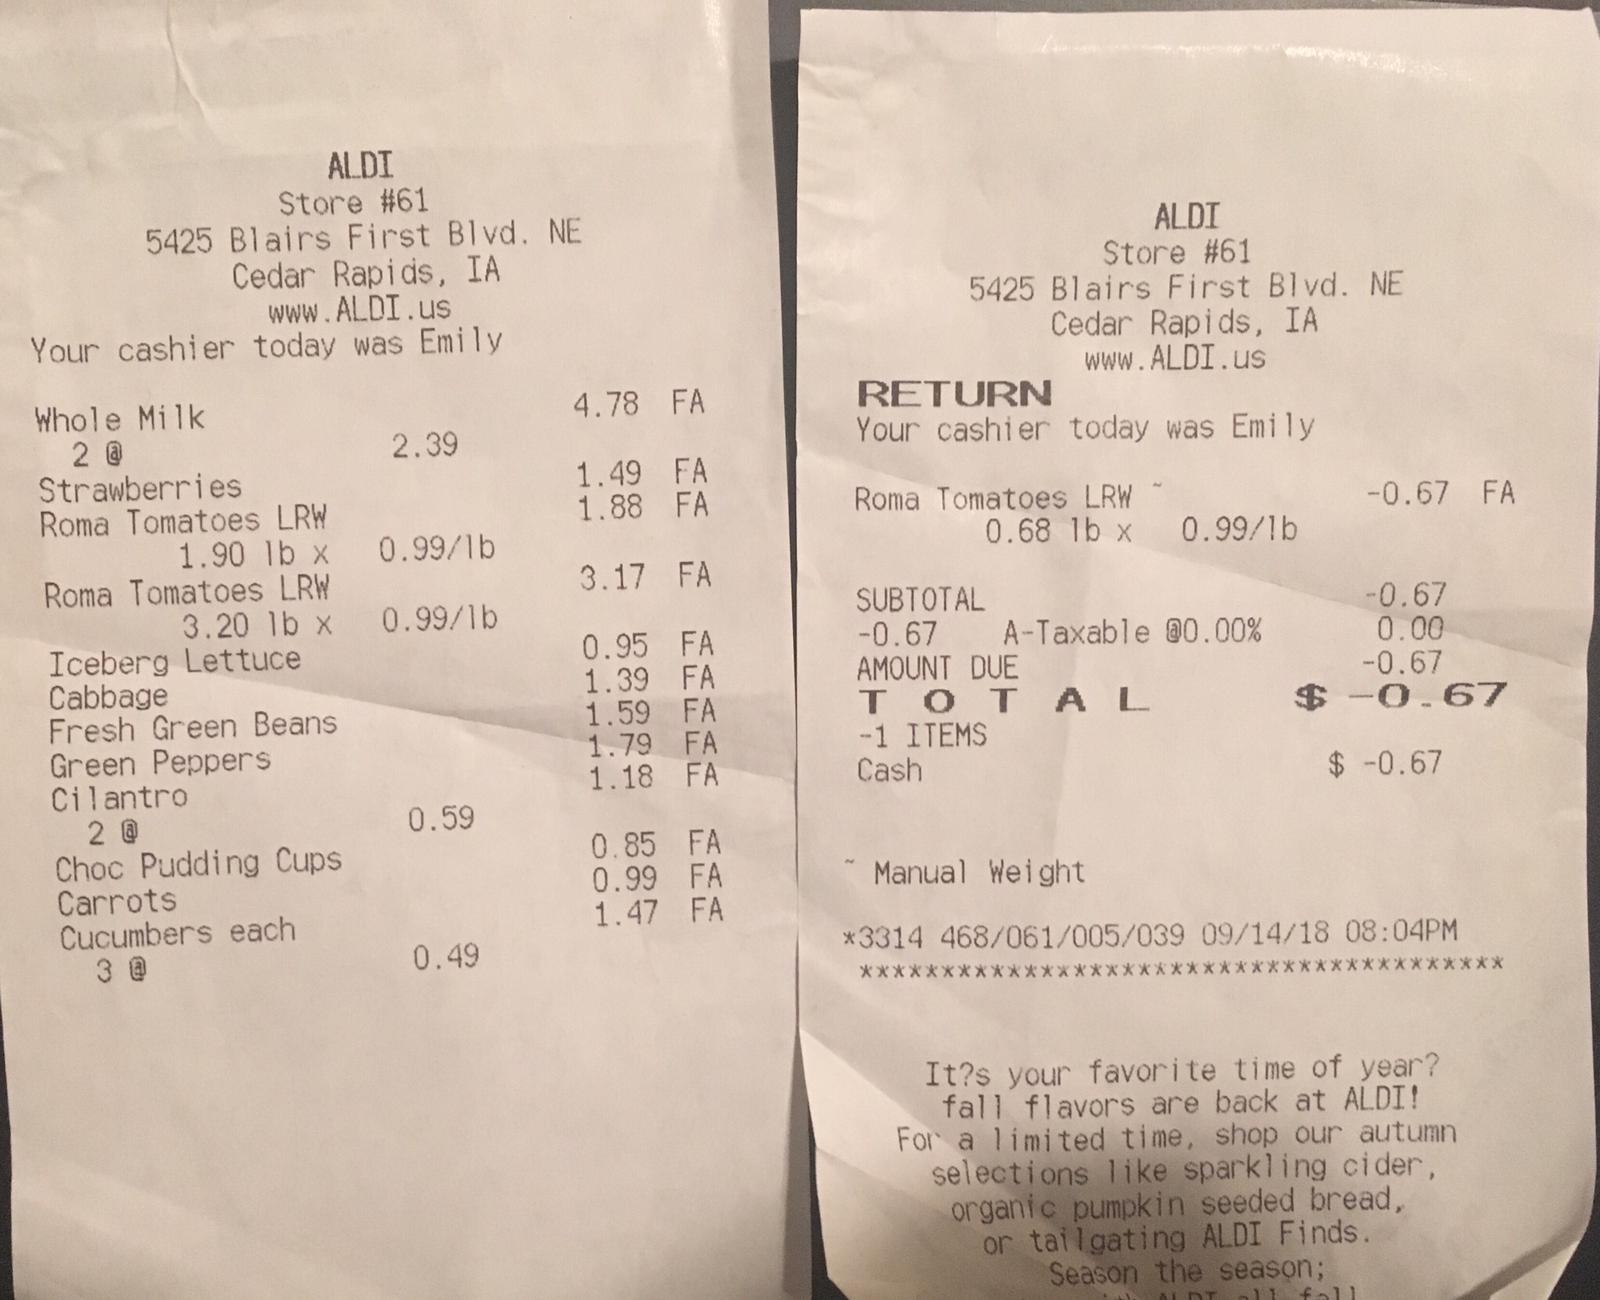 ALDI
Store #61
5425 Blairs First Blvd. NE
Cedar Rapids, IA
www.ALDI.us
Your cashier today was Emily
Whole Milk 4.78 FA
2 @ 2.39
Strawberries 1.49 FA
Roma Tomatoes LRW 1.88 FA
1.90 lb x 0.99/lb
Roma Tomatoes LRW 3.17 FA
3.20 lb x 0.99/lb
Iceberg Lettuce 0.95 FA
Cabbage 1.39 FA
Fresh Green Beans 1.59 FA
Green Peppers 1.79 FA
Cilantro 1.18 FA
2 @ 0.59
Choc Pudding Cups 0.85 FA
Carrots 0.99 FA
Cucumbers each 1.47 FA
3 @ 0.49
ALDI
Store #61
5425 Blairs First Blvd. NE
Cedar Rapids, IA
www.ALDI.us
RETURN
Your cashier today was Emily
Roma Tomatoes LRW ~ -0.67 FA
0.68 lb x 0.99/lb
SUBTOTAL -0.67
-0.67 A-Taxable @0.00% 0.00
AMOUNT DUE -0.67
T O T A L $ -0.67
-1 ITEMS
Cash $ -0.67
~ Manual Weight
*3314 468/061/005/039 09/14/18 08:04PM
***************************************
It?s your favorite time of year?
fall flavors are back at ALDI!
For a limited time, shop our autumn
selections like sparkling cider,
organic pumpkin seeded bread,
or tailgating ALDI Finds.
Season the season;
ALDI all fall